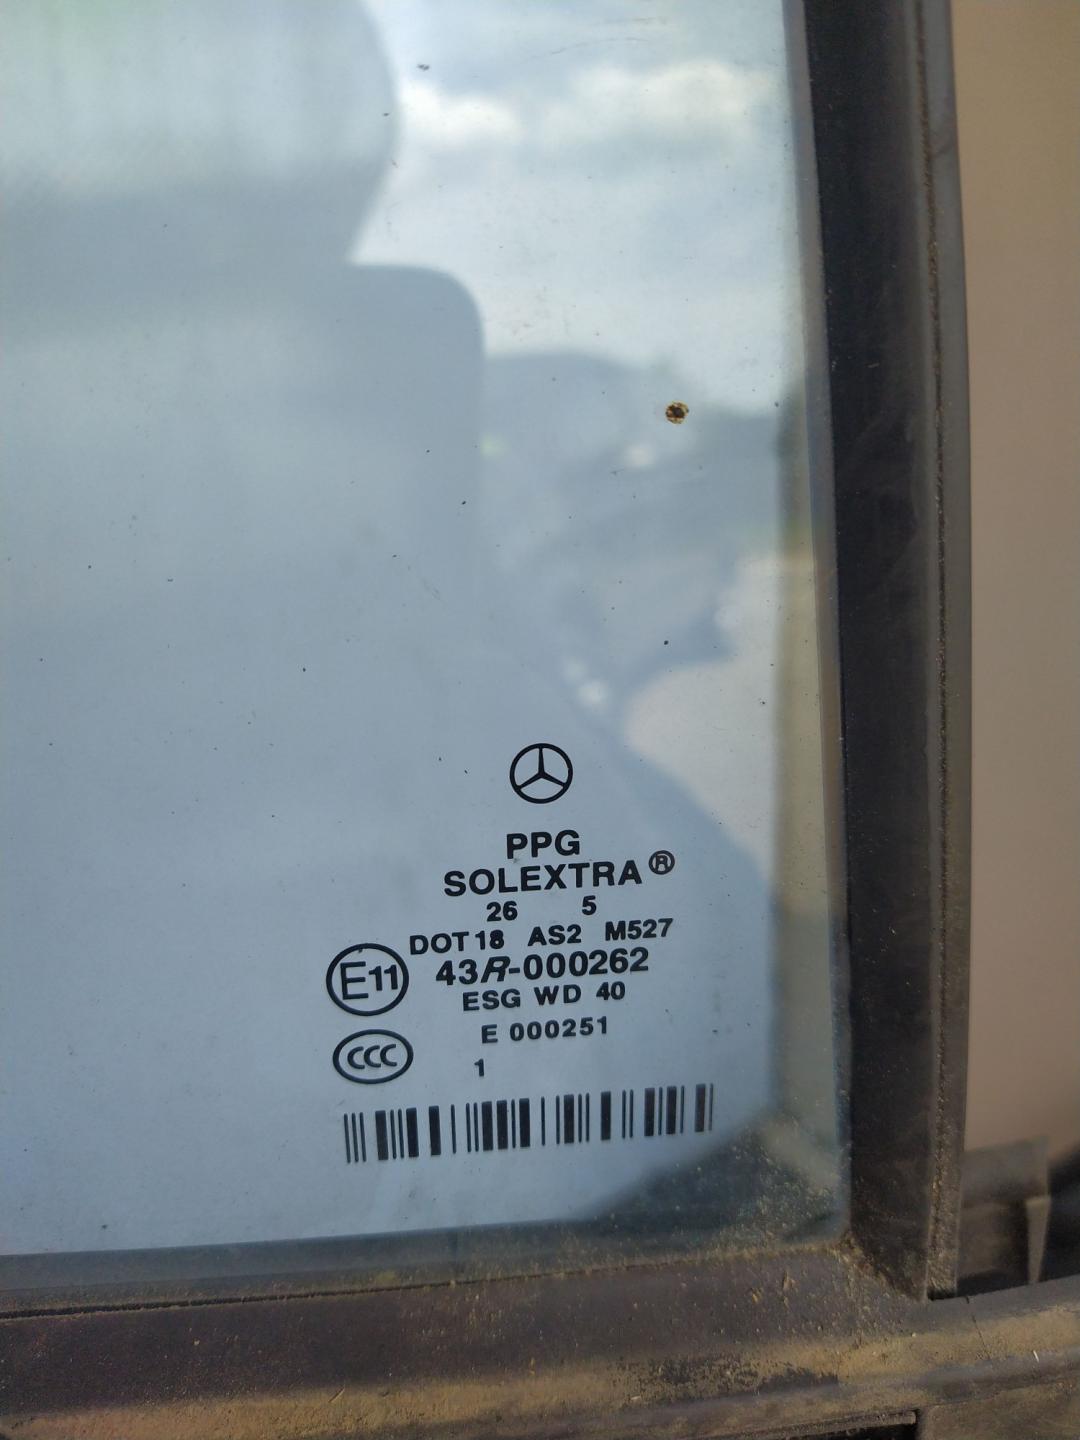 PPG
SOLEXTRA®
26 5
DOT18 AS2 M527
E11 43R-000262
ESG WD 40
E 000251
CCC 1